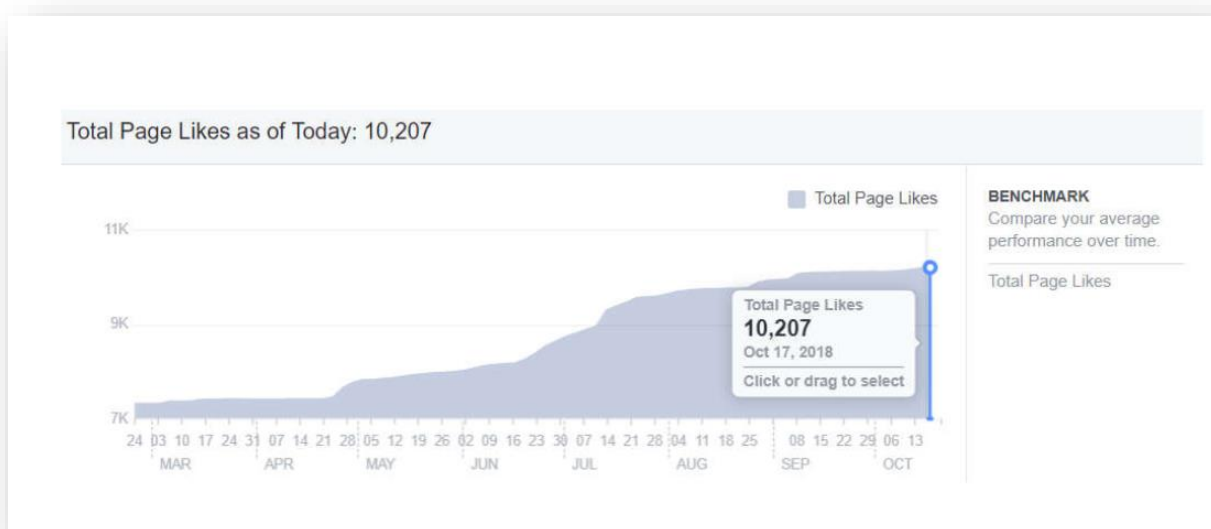 Total Page Likes as of Today: 10,207
Total Page Likes
BENCHMARK
Compare your average
performance over time.
Total Page Likes
11K
9K
7K
Total Page Likes
10,207
Oct 17, 2018
Click or drag to select
24 03 10 17 24 31 07 14 21 28 05 12 19 26 02 09 16 23 30 07 14 21 28 04 11 18 25 08 15 22 29 06 13
MAR APR MAY JUN JUL AUG SEP OCT